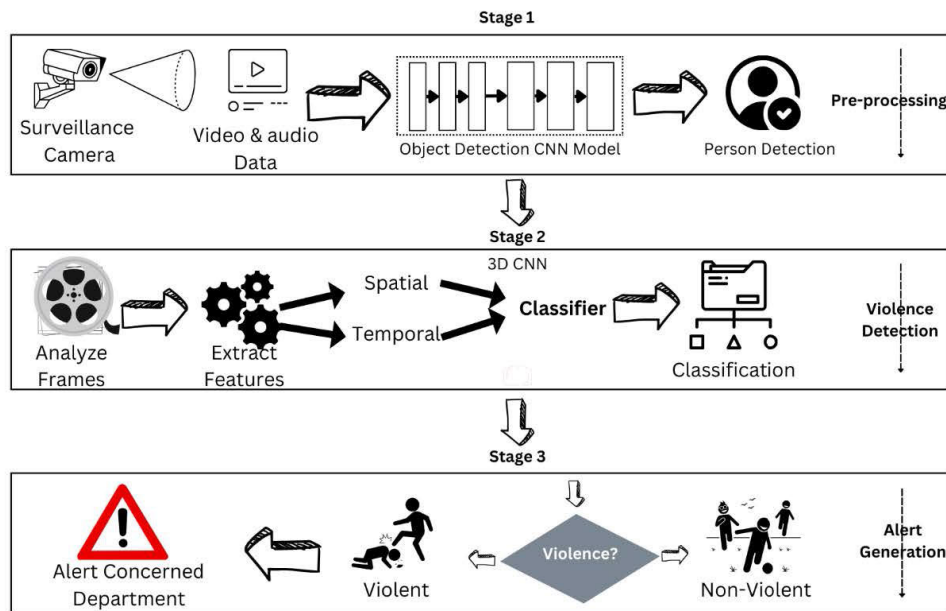 Stage 1
Surveillance
Camera
Video & audio
Data
Object Detection CNN Model
Person Detection
Pre-processing
Stage 2
3D CNN
Analyze
Frames
Extract
Features
Spatial
Temporal
Classifier
Classification
Violence
Detection
Stage 3
Alert Concerned
Department
Violent
Violence?
Non-Violent
Alert
Generation